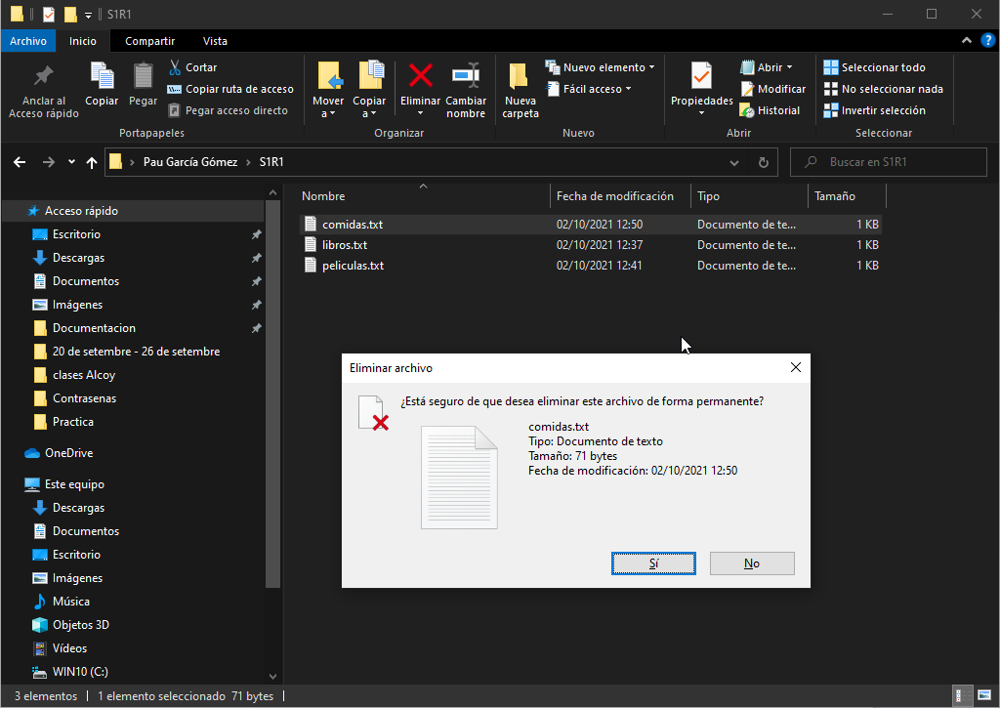 S1R1
Archivo Inicio Compartir Vista
Anclar al Acceso rápido
Copiar
Pegar
Cortar
Copiar ruta de acceso
Pegar acceso directo
Portapapeles
Mover a
Copiar a
Eliminar
Cambiar nombre
Organizar
Nueva carpeta
Nuevo elemento
Fácil acceso
Nuevo
Propiedades
Abrir
Modificar
Historial
Abrir
Seleccionar todo
No seleccionar nada
Invertir selección
Seleccionar
Pau García Gómez › S1R1
Buscar en S1R1
Acceso rápido
Escritorio
Descargas
Documentos
Imágenes
Documentacion
20 de setembre - 26 de setembre
clases Alcoy
Contrasenas
Practica
OneDrive
Este equipo
Descargas
Documentos
Escritorio
Imágenes
Música
Objetos 3D
Vídeos
WIN10 (C:)
Nombre Fecha de modificación Tipo Tamaño
comidas.txt 02/10/2021 12:50 Documento de te... 1 KB
libros.txt 02/10/2021 12:37 Documento de te... 1 KB
peliculas.txt 02/10/2021 12:41 Documento de te... 1 KB
Eliminar archivo
¿Está seguro de que desea eliminar este archivo de forma permanente?
comidas.txt
Tipo: Documento de texto
Tamaño: 71 bytes
Fecha de modificación: 02/10/2021 12:50
Sí No
3 elementos 1 elemento seleccionado 71 bytes